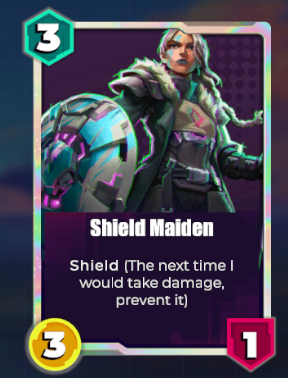 3
Shield Maiden
Shield (The next time I
would take damage,
prevent it)
3
1